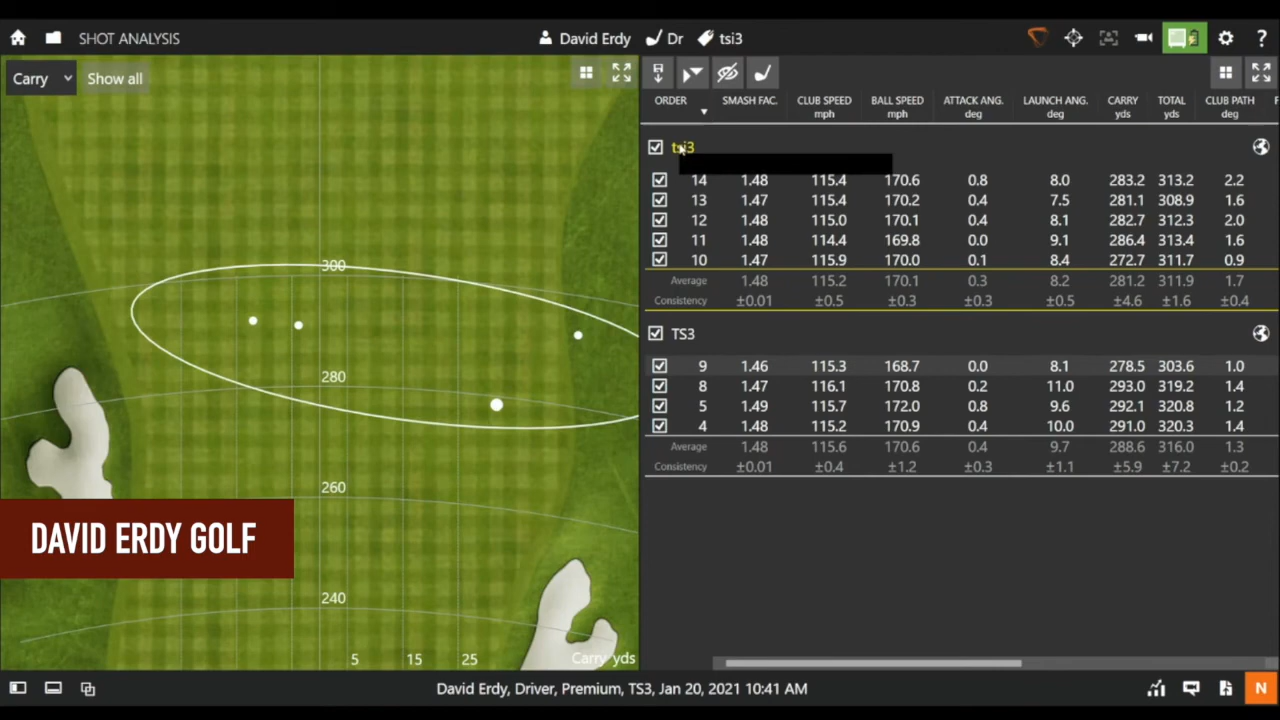 SHOT ANALYSIS David Erdy Dr tsi3 ?
Carry Show all
ORDER SMASH FAC. CLUB SPEED BALL SPEED ATTACK ANG. LAUNCH ANG. CARRY TOTAL CLUB PATH
mph mph deg deg yds yds deg
tsi3
14 1.48 115.4 170.6 0.8 8.0 283.2 313.2 2.2
13 1.47 115.4 170.2 0.4 7.5 281.1 308.9 1.6
12 1.48 115.0 170.1 0.4 8.1 282.7 312.3 2.0
11 1.48 114.4 169.8 0.0 9.1 286.4 313.4 1.6
10 1.47 115.9 170.0 0.1 8.4 272.7 311.7 0.9
Average 1.48 115.2 170.1 0.3 8.2 281.2 311.9 1.7
Consistency ±0.01 ±0.5 ±0.3 ±0.3 ±0.5 ±4.6 ±1.6 ±0.4
TS3
9 1.46 115.3 168.7 0.0 8.1 278.5 303.6 1.0
8 1.47 116.1 170.8 0.2 11.0 293.0 319.2 1.4
5 1.49 115.7 172.0 0.8 9.6 292.1 320.8 1.2
4 1.48 115.6 170.9 0.4 10.0 291.0 320.3 1.4
Average 1.48 115.6 170.6 0.4 9.7 288.6 316.0 1.3
Consistency ±0.01 ±0.4 ±1.2 ±0.3 ±1.1 ±5.9 ±7.2 ±0.2
300
280
260
240
5 15 25 Carry yds
DAVID ERDY GOLF
David Erdy, Driver, Premium, TS3, Jan 20, 2021 10:41 AM
N